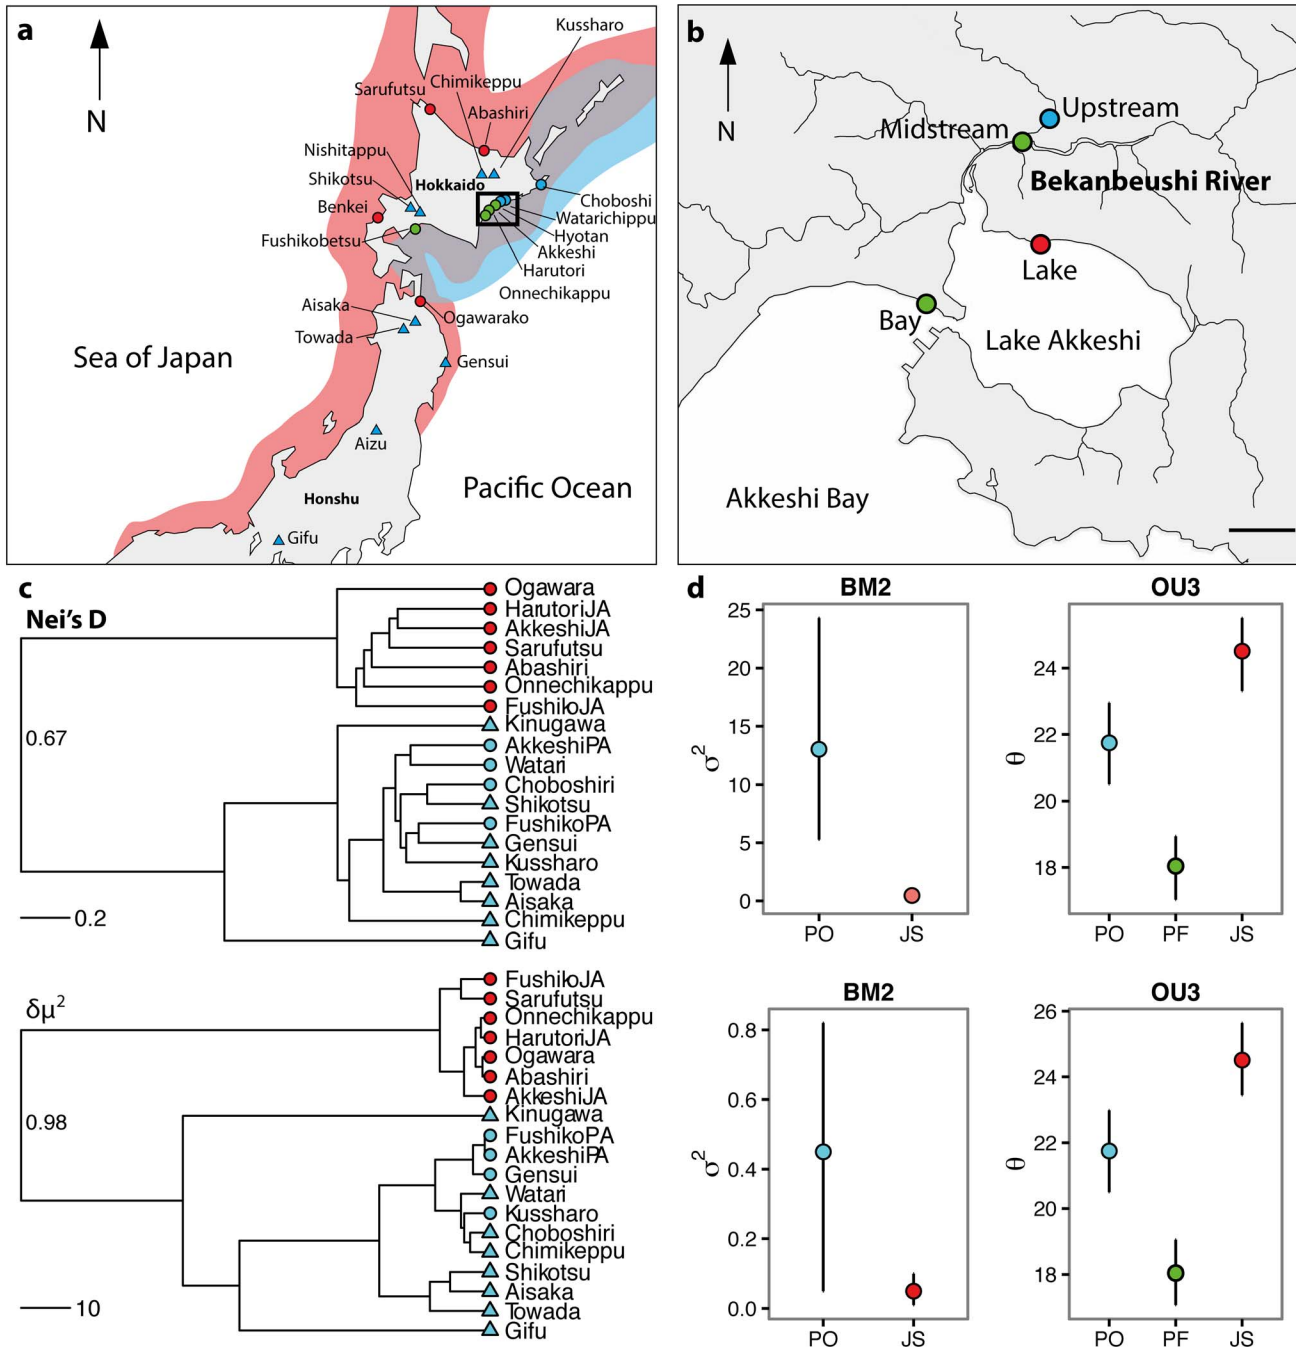 a
N
Kussharo
Chimikeppu
Sarufutsu
Abashiri
Nishitappu
Shikotsu
Hokkaido
Benkei
Fushikobetsu
Choboshi
Watarichippu
Hyotan
Akkeshi
Harutori
Onnechikappu
Aisaka
Ogawarako
Towada
Gensui
Sea of Japan
Aizu
Pacific Ocean
Honshu
Gifu
b
N
Upstream
Midstream
Bekanbeushi River
Lake
Bay
Lake Akkeshi
Akkeshi Bay
c
Nei's D
Ogawara
HarutoriJA
AkkeshiJA
Sarufutsu
Abashiri
Onnechikappu
FushikoJA
0.67
Kinugawa
AkkeshiPA
Watari
Choboshiri
Shikotsu
FushikoPA
Gensui
Kussharo
Towada
Aisaka
Chimikeppu
Gifu
0.2
δμ²
FushikoJA
Sarufutsu
Onnechikappu
HarutoriJA
Ogawara
Abashiri
AkkeshiJA
0.98
Kinugawa
FushikoPA
AkkeshiPA
Gensui
Watari
Kussharo
Choboshiri
Chimikeppu
Shikotsu
Aisaka
Towada
Gifu
10
d
BM2
25
20
15
10
5
0
σ²
PO JS
OU3
24
22
20
18
θ
PO PF JS
BM2
0.8
0.6
0.4
0.2
0.0
σ²
PO JS
OU3
26
24
22
20
18
θ
PO PF JS